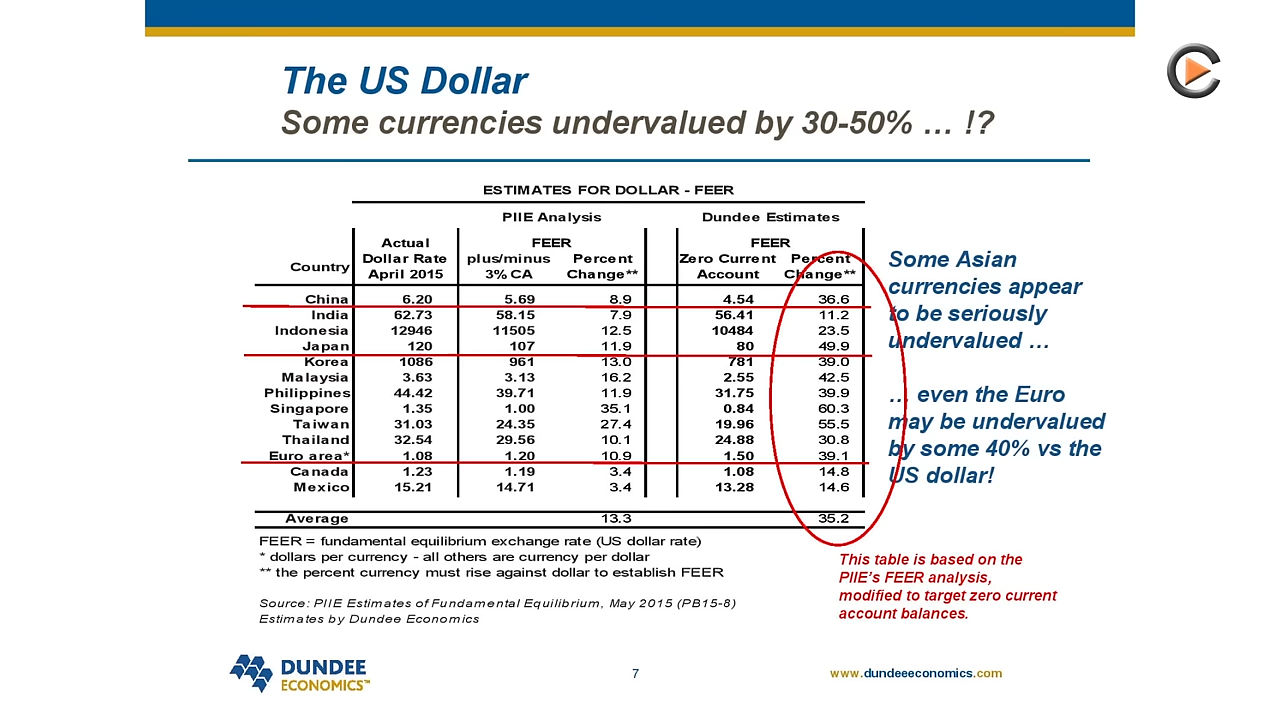 The US Dollar
Some currencies undervalued by 30-50% … !?
ESTIMATES FOR DOLLAR - FEER
PIIE Analysis Dundee Estimates
Actual FEER FEER
Dollar Rate plus/minus Percent Zero Current Percent
Country April 2015 3% CA Change** Account Change**
China 6.20 5.69 8.9 4.54 36.6
India 62.73 58.15 7.9 56.41 11.2
Indonesia 12946 11505 12.5 10484 23.5
Japan 120 107 11.9 80 49.9
Korea 1086 961 13.0 781 39.0
Malaysia 3.63 3.13 16.2 2.55 42.5
Philippines 44.42 39.71 11.9 31.75 39.9
Singapore 1.35 1.00 35.1 0.84 60.3
Taiwan 31.03 24.35 27.4 19.96 55.5
Thailand 32.54 29.56 10.1 24.88 30.8
Euro area* 1.08 1.20 10.9 1.50 39.1
Canada 1.23 1.19 3.4 1.08 14.8
Mexico 15.21 14.71 3.4 13.28 14.6
Average 13.3 35.2
FEER = fundamental equilibrium exchange rate (US dollar rate)
* dollars per currency - all others are currency per dollar
** the percent currency must rise against dollar to establish FEER
Source: PIIE Estimates of Fundamental Equilibrium, May 2015 (PB15-8)
Estimates by Dundee Economics
Some Asian
currencies appear
to be seriously
undervalued …
… even the Euro
may be undervalued
by some 40% vs the
US dollar!
This table is based on the
PIIE’s FEER analysis,
modified to target zero current
account balances.
DUNDEE
ECONOMICS™
7
www.dundeeeconomics.com